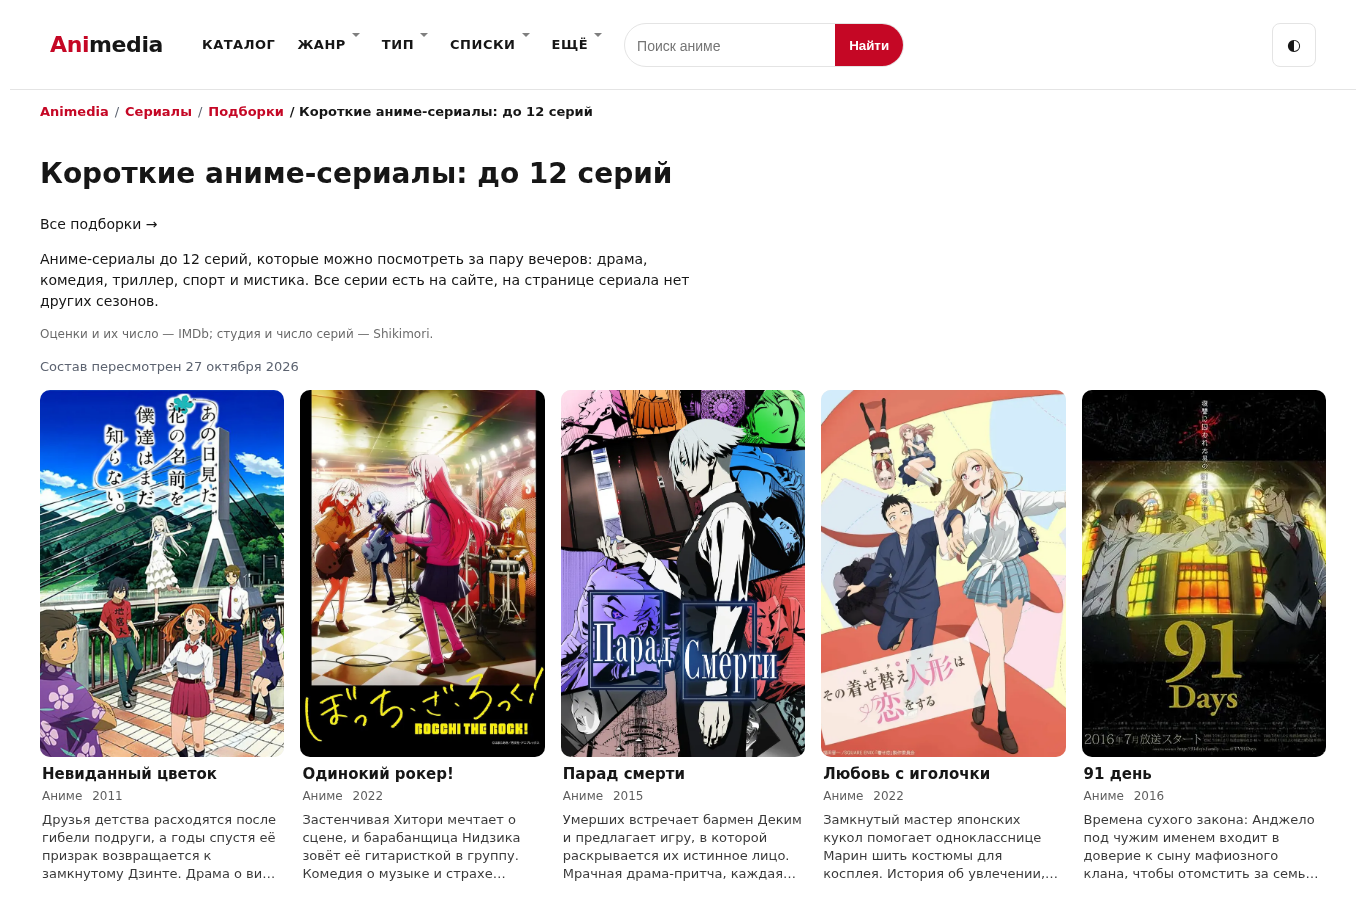 Animedia
КАТАЛОГ
ЖАНР
ТИП
СПИСКИ
ЕЩЁ
Поиск аниме
Найти
Animedia / Сериалы / Подборки / Короткие аниме-сериалы: до 12 серий
Короткие аниме-сериалы: до 12 серий
Все подборки →
Аниме-сериалы до 12 серий, которые можно посмотреть за пару вечеров: драма,
комедия, триллер, спорт и мистика. Все серии есть на сайте, на странице сериала нет
других сезонов.
Оценки и их число — IMDb; студия и число серий — Shikimori.
Состав пересмотрен 27 октября 2026
あの日見た
花の名前を
僕達はまだ
知らない。
ぼっち・ざ・ろっく!
BOCCHI THE ROCK!
Парад
Смерти
その着せ替え人形は
恋をする
91
Days
2016年7月放送スタート
Невиданный цветок
Аниме 2011
Друзья детства расходятся после
гибели подруги, а годы спустя её
призрак возвращается к
замкнутому Дзинте. Драма о ви...
Одинокий рокер!
Аниме 2022
Застенчивая Хитори мечтает о
сцене, и барабанщица Нидзика
зовёт её гитаристкой в группу.
Комедия о музыке и страхе...
Парад смерти
Аниме 2015
Умерших встречает бармен Деким
и предлагает игру, в которой
раскрывается их истинное лицо.
Мрачная драма-притча, каждая...
Любовь с иголочки
Аниме 2022
Замкнутый мастер японских
кукол помогает однокласснице
Марин шить костюмы для
косплея. История об увлечении,...
91 день
Аниме 2016
Времена сухого закона: Анджело
под чужим именем входит в
доверие к сыну мафиозного
клана, чтобы отомстить за семь...